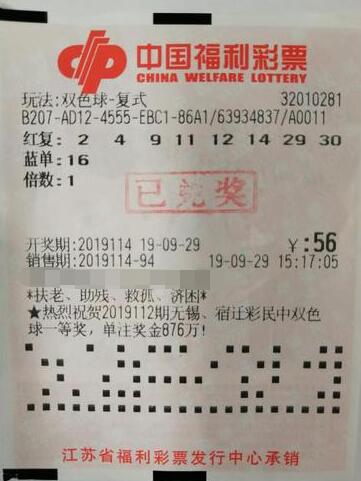 中国福利彩票
CHINA WELFARE LOTTERY
玩法:双色球-复式 32010281
B207-AD12-4555-EBC1-86A1/63934837/A0011
红复: 2 4 9 11 12 14 29 30
蓝单:16
倍数:1
已兑奖
开奖期:2019114 19-09-29 ¥:56
销售期:2019114-94 19-09-29 15:17:05
*扶老、助残、救孤、济困*
★热烈祝贺2019112期无锡、宿迁彩民中双色
球一等奖,单注奖金876万!
江苏省福利彩票发行中心承销